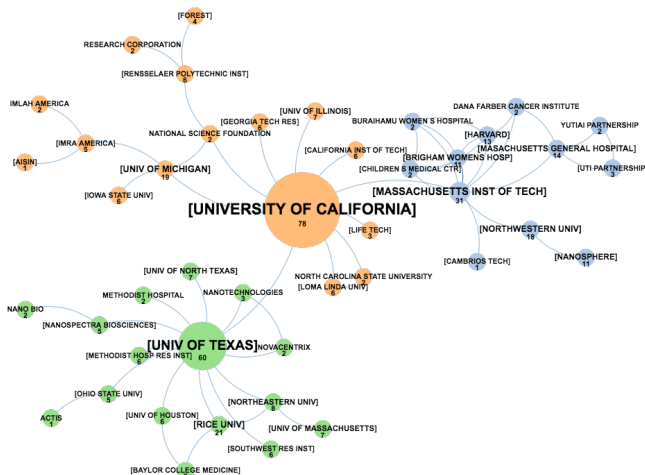 [FOREST]
4
RESEARCH CORPORATION
2
[RENSSELAER POLYTECHNIC INST]
6
IMLAH AMERICA
2
[GEORGIA TECH RES]
6
[UNIV OF ILLINOIS]
7
NATIONAL SCIENCE FOUNDATION
2
[IMRA AMERICA]
5
[CALIFORNIA INST OF TECH]
6
[AISIN]
1
[UNIV OF MICHIGAN]
19
[IOWA STATE UNIV]
6
DANA FARBER CANCER INSTITUTE
2
BURAIHAMU WOMEN S HOSPITAL
2
YUTIAI PARTNERSHIP
2
[HARVARD]
13
[MASSACHUSETTS GENERAL HOSPITAL]
14
[BRIGHAM WOMENS HOSP]
11
[CHILDREN S MEDICAL CTR]
2
[UTI PARTNERSHIP
3
[MASSACHUSETTS INST OF TECH]
31
[UNIVERSITY OF CALIFORNIA]
78
[LIFE TECH]
3
[NORTHWESTERN UNIV]
18
[CAMBRIOS TECH]
1
[NANOSPHERE]
11
NORTH CAROLINA STATE UNIVERSITY
2
[LOMA LINDA UNIV]
6
[UNIV OF NORTH TEXAS]
7
METHODIST HOSPITAL
2
NANOTECHNOLOGIES
3
NANO BIO
2
[NANOSPECTRA BIOSCIENCES]
5
[UNIV OF TEXAS]
60
NOVACENTRIX
2
[METHODIST HOSP RES INST]
6
[OHIO STATE UNIV]
5
ACTIS
1
[NORTHEASTERN UNIV]
8
[UNIV OF HOUSTON]
6
[RICE UNIV]
21
[UNIV OF MASSACHUSETTS]
7
[SOUTHWEST RES INST]
6
[BAYLOR COLLEGE MEDICINE]